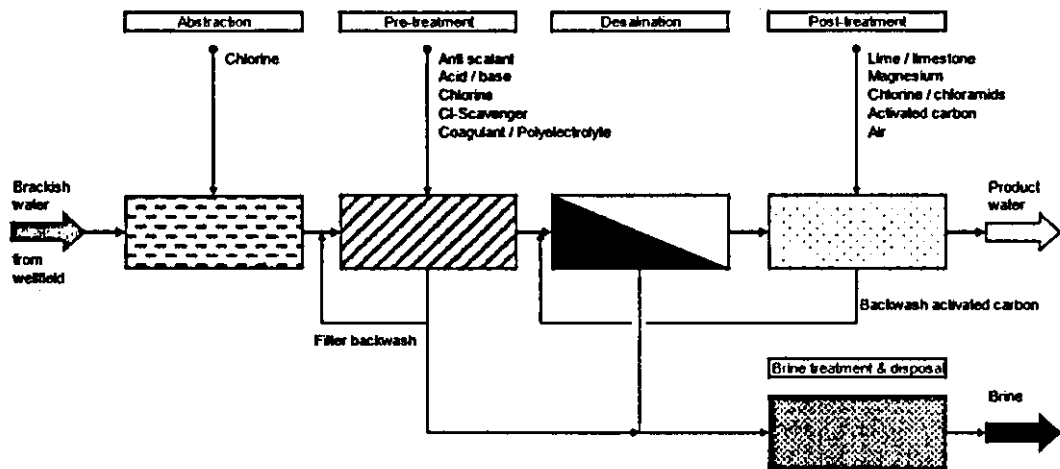 Abstraction
Pre-treatment
Desalination
Post-treatment
Chlorine
Anti scalant
Acid / base
Chlorine
Cl-Scavenger
Coagulant / Polyelectrolyte
Lime / limestone
Magnesium
Chlorine / chloramids
Activated carbon
Air
Brackish
water
from
wellfield
Product
water
Filter backwash
Backwash activated carbon
Brine treatment & disposal
Brine